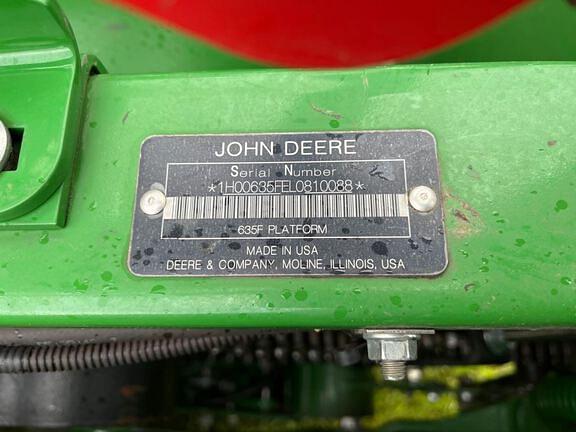 JOHN DEERE
Serial Number
*1H00635FEL0810088*
635F PLATFORM
MADE IN USA
DEERE & COMPANY, MOLINE, ILLINOIS, USA